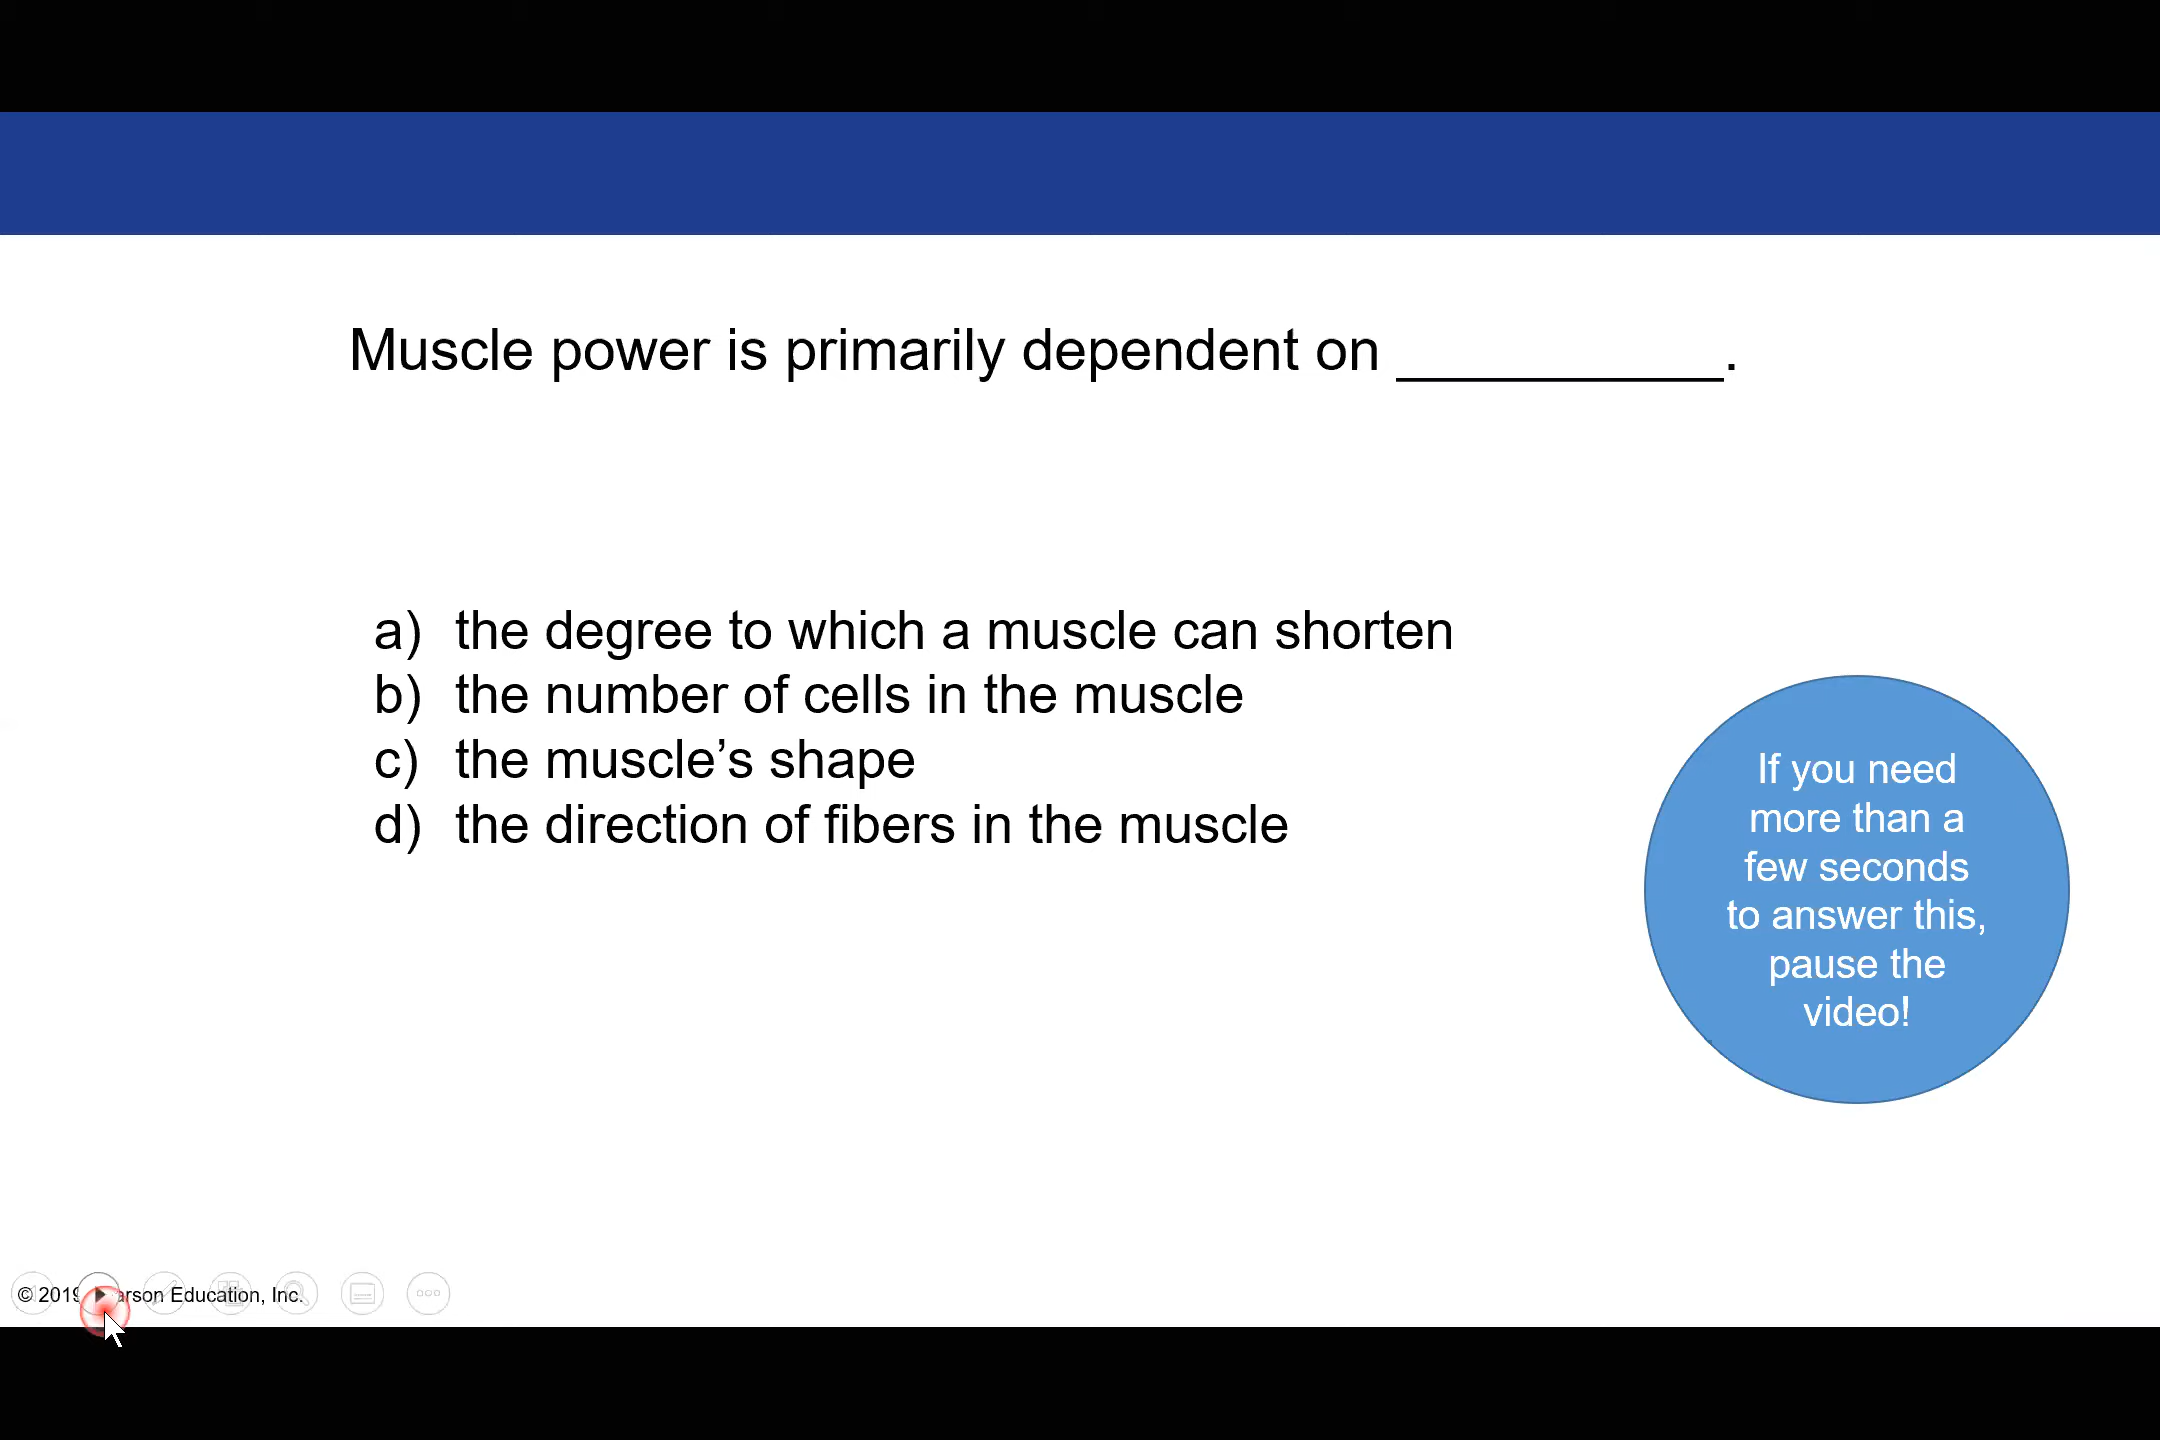 Muscle power is primarily dependent on ___________.
a) the degree to which a muscle can shorten
b) the number of cells in the muscle
c) the muscle’s shape
d) the direction of fibers in the muscle
If you need
more than a
few seconds
to answer this,
pause the
video!
© 2019 Pearson Education, Inc.